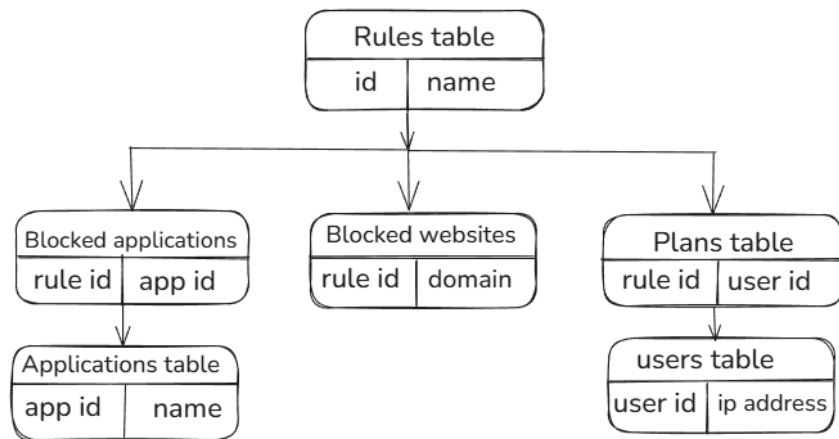 Rules table
id name
Blocked applications
rule id app id
Blocked websites
rule id domain
Plans table
rule id user id
Applications table
app id name
users table
user id ip address